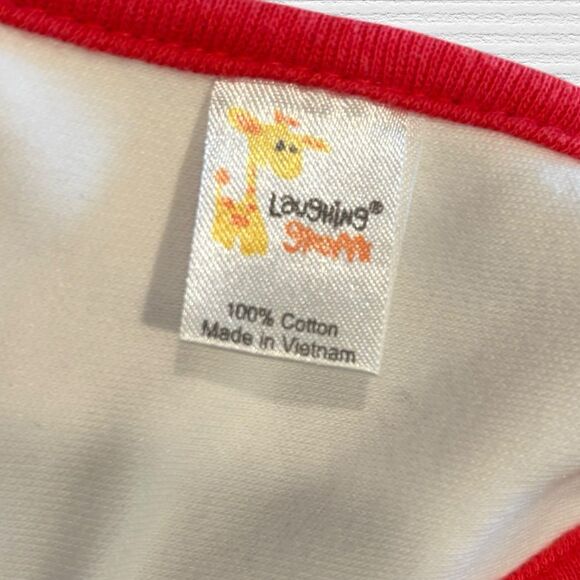 Laughing®
giraffe
100% Cotton
Made in Vietnam